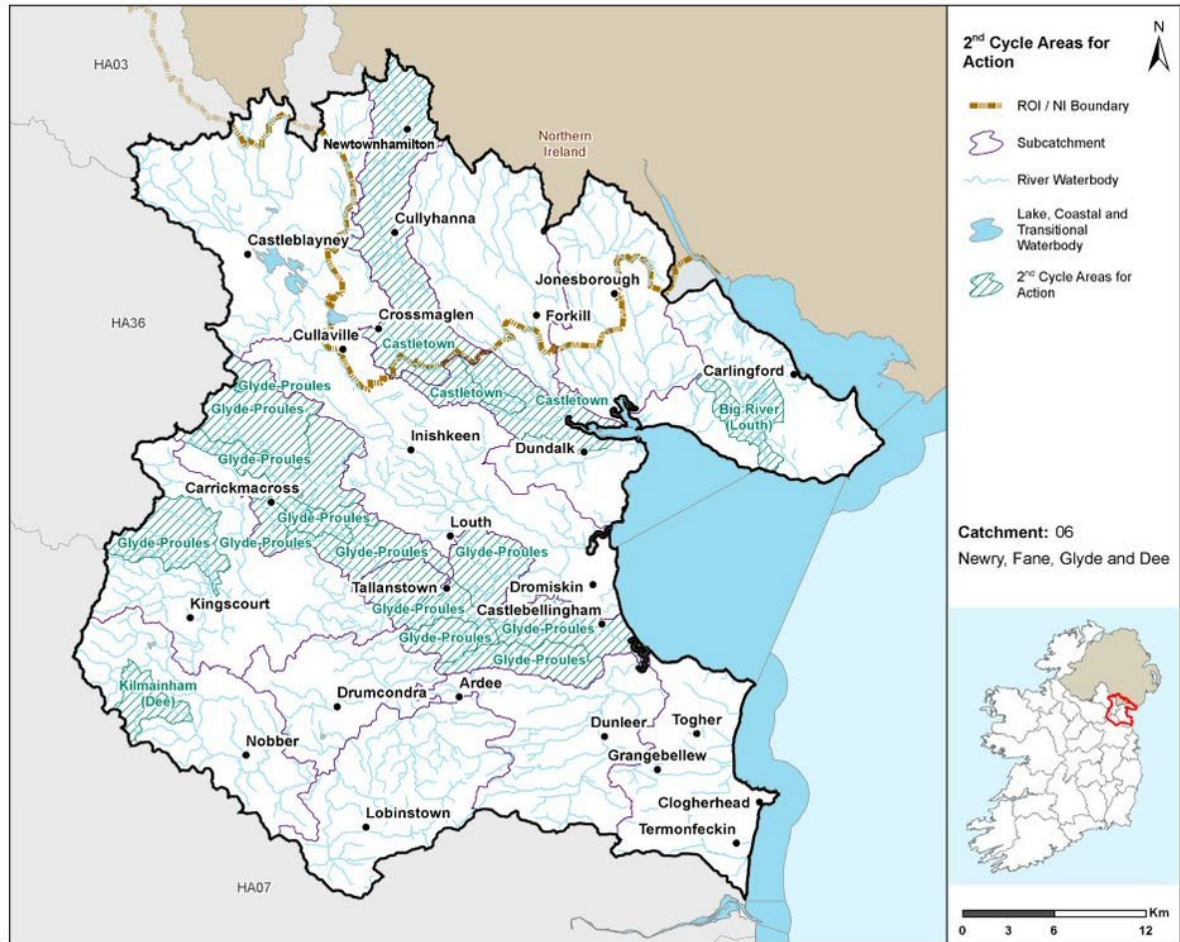 HA03
Northern
Ireland
Newtownhamilton
Cullyhanna
Castleblayney
Jonesborough
Crossmaglen
Forkill
HA36
Cullaville
Castletown
Carlingford
Glyde-Proules
Glyde-Proules
Castletown
Castletown
Big River
(Louth)
Inishkeen
Dundalk
Glyde-Proules
Carrickmacross
Glyde-Proules
Louth
Glyde-Proules
Glyde-Proules
Glyde-Proules
Glyde-Proules
Tallanstown
Dromiskin
Glyde-Proules
Castlebellingham
Kingscourt
Glyde-Proules
Glyde-Proules
Glyde-Proules
Kilmainham
(Dee)
Drumcondra
Ardee
Dunleer
Togher
Nobber
Grangebellew
Clogherhead
Lobinstown
Termonfeckin
HA07
2nd Cycle Areas for
Action
N
ROI / NI Boundary
Subcatchment
River Waterbody
Lake, Coastal and
Transitional
Waterbody
2nd Cycle Areas for
Action
Catchment: 06
Newry, Fane, Glyde and Dee
Km
0 3 6 12